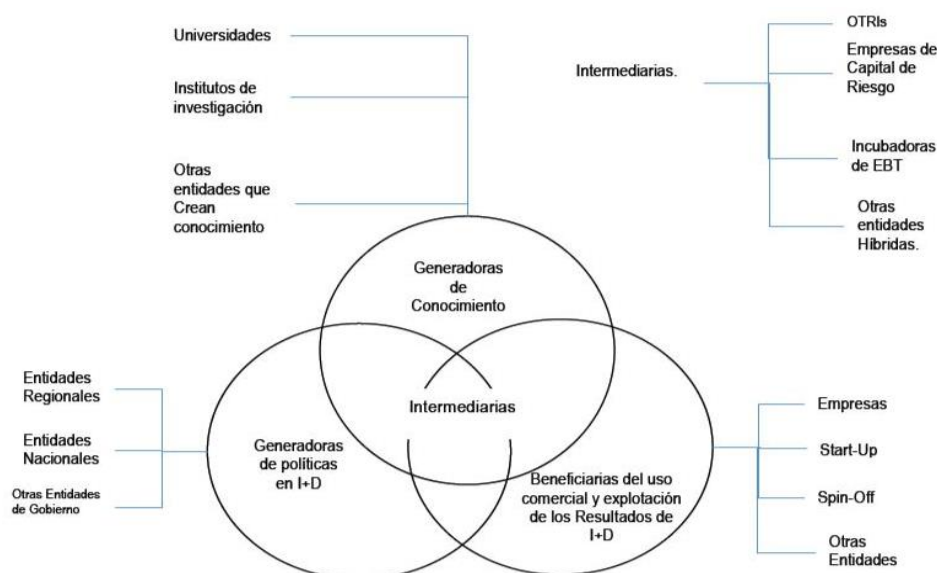 Universidades
Institutos de
investigación
Otras
entidades que
Crean
conocimiento
Intermediarias.
OTRIs
Empresas de
Capital de
Riesgo
Incubadoras
de EBT
Otras
entidades
Híbridas.
Generadoras
de
Conocimiento
Intermediarias
Entidades
Regionales
Entidades
Nacionales
Otras Entidades
de Gobierno
Generadoras
de políticas
en I+D
Beneficiarias del uso
comercial y explotación
de los Resultados de
I+D
Empresas
Start-Up
Spin-Off
Otras
Entidades